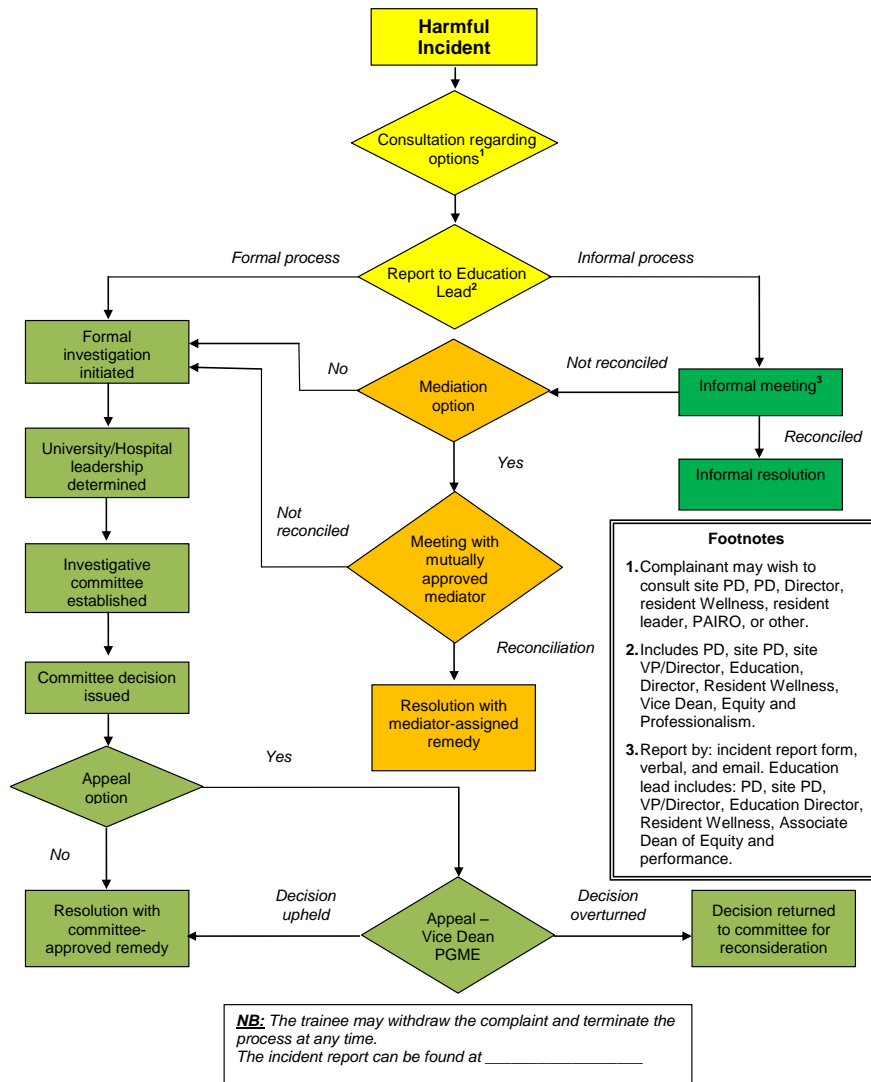 Harmful
Incident
Consultation regarding
options1
Formal process
Report to Education
Lead2
Informal process
Formal
investigation
initiated
No
Mediation
option
Not reconciled
Informal meeting3
Reconciled
Yes
Informal resolution
University/Hospital
leadership
determined
Not
reconciled
Meeting with
mutually
approved
mediator
Investigative
committee
established
Reconciliation
Committee decision
issued
Resolution with
mediator-assigned
remedy
Footnotes
1. Complainant may wish to
consult site PD, PD, Director,
resident Wellness, resident
leader, PAIRO, or other.
2. Includes PD, site PD, site
VP/Director, Education,
Director, Resident Wellness,
Vice Dean, Equity and
Professionalism.
3. Report by: incident report form,
verbal, and email. Education
lead includes: PD, site PD,
VP/Director, Education Director,
Resident Wellness, Associate
Dean of Equity and
performance.
Appeal
option
Yes
No
Resolution with
committee-
approved remedy
Decision
upheld
Appeal –
Vice Dean
PGME
Decision
overturned
Decision returned
to committee for
reconsideration
NB: The trainee may withdraw the complaint and terminate the
process at any time.
The incident report can be found at ___________________